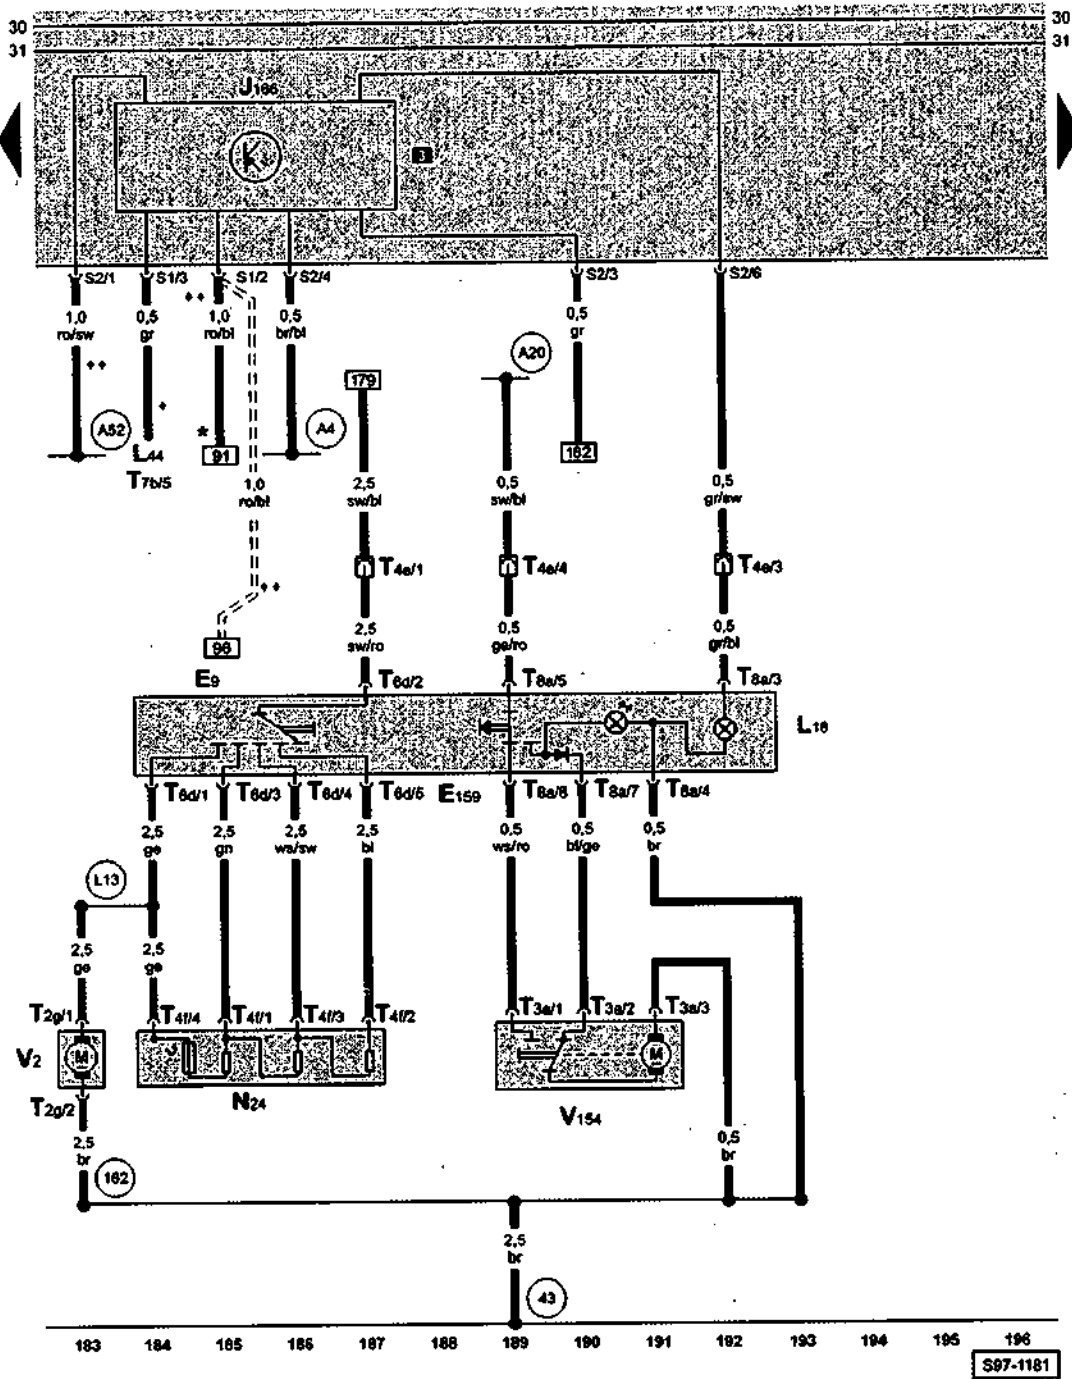 30 30
31 31
J166
K
3
S2/1 S1/3 S1/2 S2/4 S2/3 S2/6
1,0 0,5 1,0 0,5 0,5
ro/sw gr ro/bl br/bl gr
A20
179
A52 A4
L44
T7b/5
91 182
1,0 2,5 0,5 0,5
ro/bl sw/bl sw/bl gr/sw
T4e/1 T4e/4 T4e/3
2,5 0,5 0,5
sw/ro ge/ro gr/bl
96
E9 T6d/2 T8a/5 T8a/3
L16
T6d/1 T6d/3 T6d/4 T6d/6 E159 T8a/6 T8a/7 T8a/4
2,5 2,5 2,5 2,5 0,5 0,5 0,5
ge gn ws/sw bl ws/ro bl/ge br
L13
2,5 2,5
ge ge
T2g/1 T4f/4 T4f/1 T4f/3 T4f/2 T3e/1 T3e/2 T3e/3
V2 M M
N24 V154
T2g/2
2,5 0,5
br br
162
2,5
br
43
183 184 185 186 187 188 189 190 191 192 193 194 195 196
S97-1181